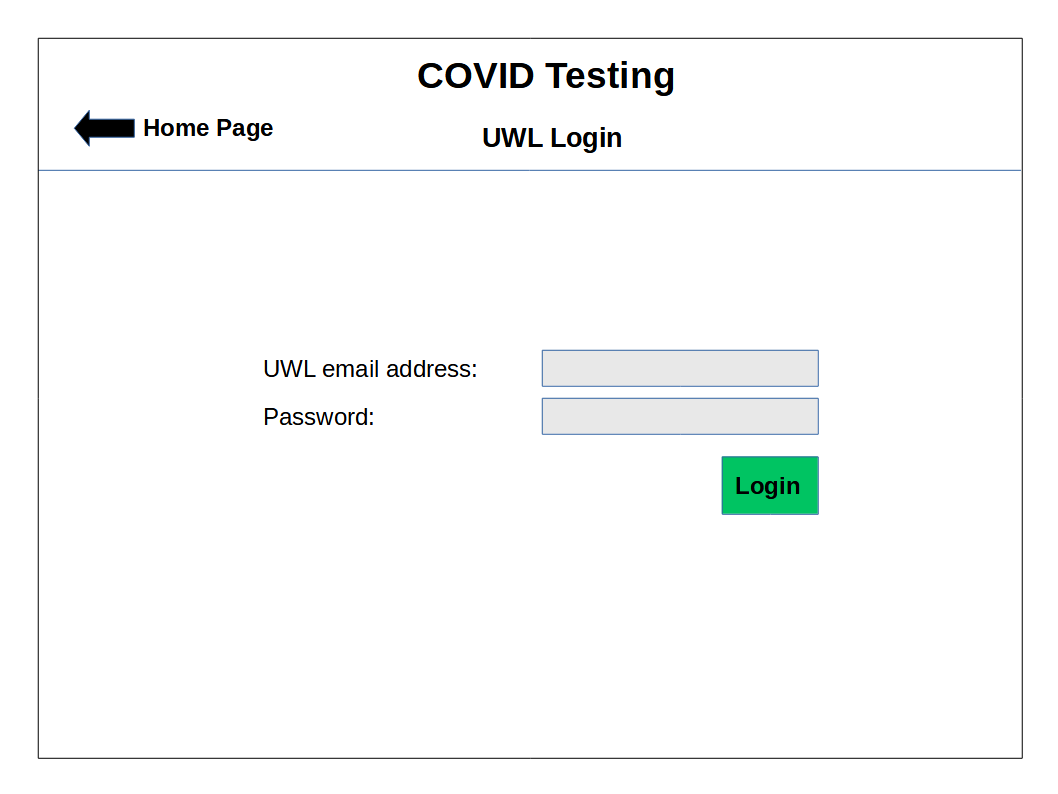 COVID Testing
Home Page
UWL Login
UWL email address:
Password:
Login